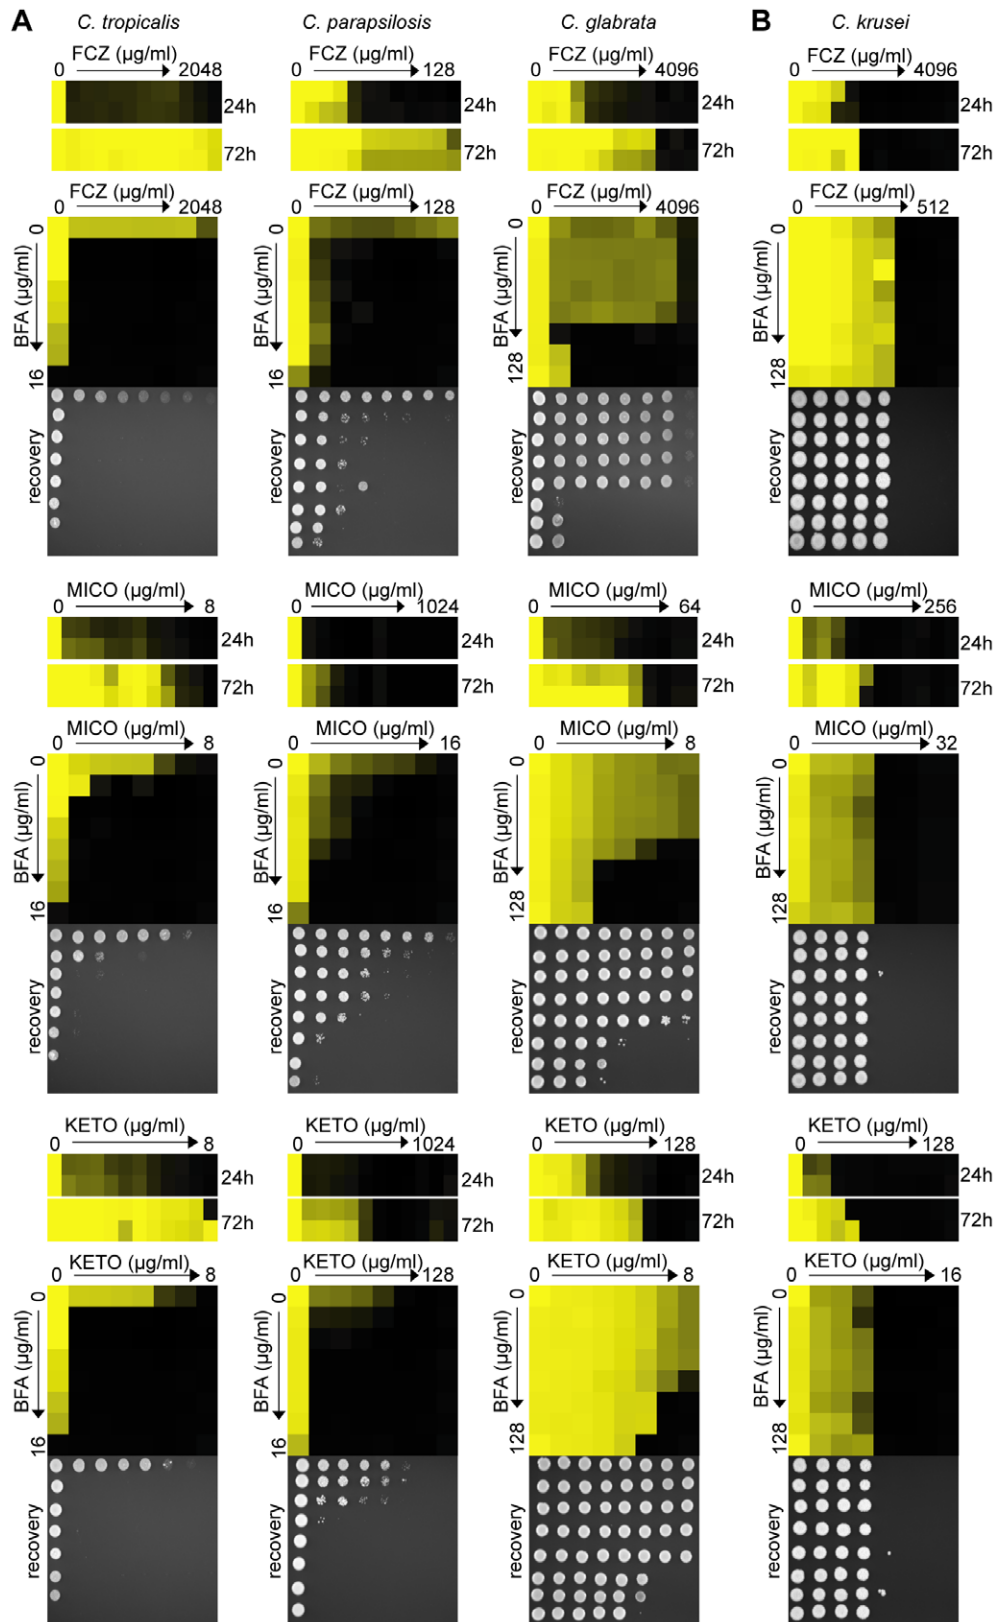 A
C. tropicalis
C. parapsilosis
C. glabrata
B
C. krusei
FCZ (µg/ml)
0 2048
24h
72h
FCZ (µg/ml)
0 128
24h
72h
FCZ (µg/ml)
0 4096
24h
72h
FCZ (µg/ml)
0 4096
24h
72h
FCZ (µg/ml)
0 2048
0
BFA (µg/ml)
16
recovery
FCZ (µg/ml)
0 128
0
BFA (µg/ml)
16
recovery
FCZ (µg/ml)
0 4096
0
BFA (µg/ml)
128
recovery
FCZ (µg/ml)
0 512
0
BFA (µg/ml)
128
recovery
MICO (µg/ml)
0 8
24h
72h
MICO (µg/ml)
0 1024
24h
72h
MICO (µg/ml)
0 64
24h
72h
MICO (µg/ml)
0 256
24h
72h
MICO (µg/ml)
0 8
0
BFA (µg/ml)
16
recovery
MICO (µg/ml)
0 16
0
BFA (µg/ml)
16
recovery
MICO (µg/ml)
0 8
0
BFA (µg/ml)
128
recovery
MICO (µg/ml)
0 32
0
BFA (µg/ml)
128
recovery
KETO (µg/ml)
0 8
24h
72h
KETO (µg/ml)
0 1024
24h
72h
KETO (µg/ml)
0 128
24h
72h
KETO (µg/ml)
0 128
24h
72h
KETO (µg/ml)
0 8
0
BFA (µg/ml)
16
recovery
KETO (µg/ml)
0 128
0
BFA (µg/ml)
16
recovery
KETO (µg/ml)
0 8
0
BFA (µg/ml)
128
recovery
KETO (µg/ml)
0 16
0
BFA (µg/ml)
128
recovery